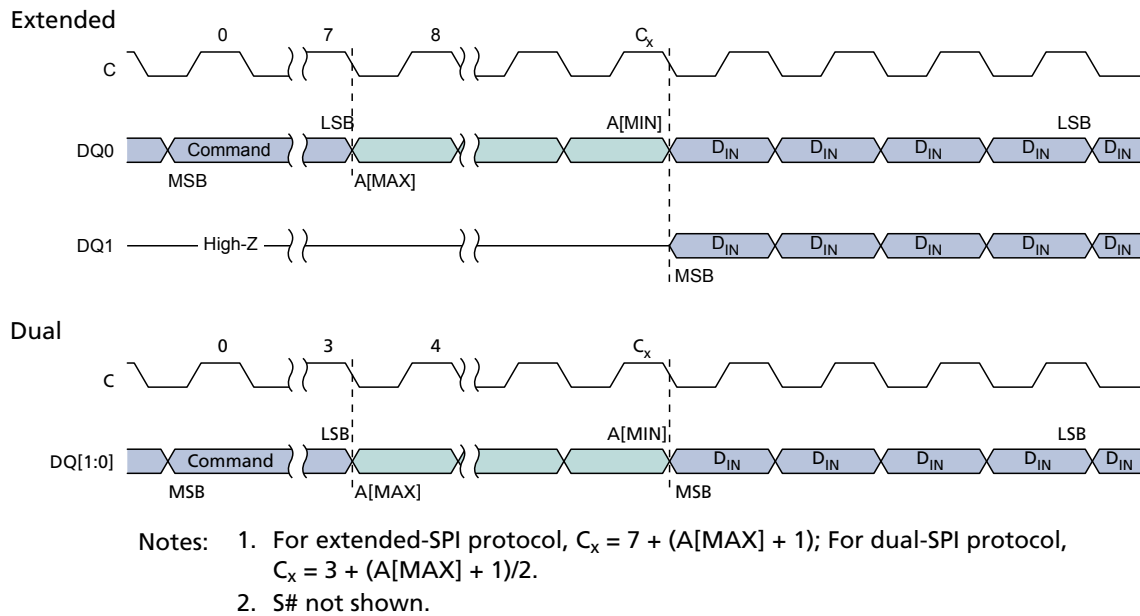 Extended
0 7 8 Cx
C
LSB A[MIN] LSB
DQ0 Command DIN DIN DIN DIN DIN
MSB A[MAX]
DQ1 High-Z DIN DIN DIN DIN DIN
MSB
Dual
0 3 4 Cx
C
LSB A[MIN] LSB
DQ[1:0] Command DIN DIN DIN DIN DIN
MSB A[MAX] MSB
Notes: 1. For extended-SPI protocol, Cx = 7 + (A[MAX] + 1); For dual-SPI protocol,
Cx = 3 + (A[MAX] + 1)/2.
2. S# not shown.